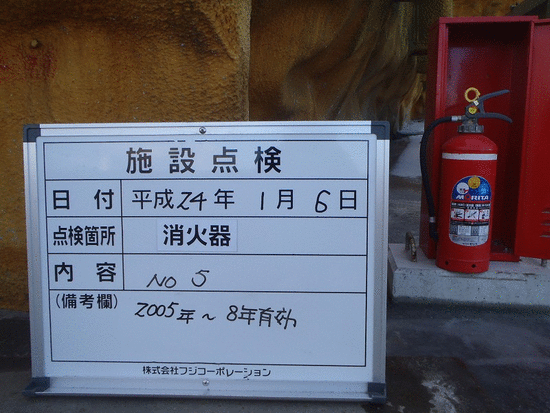 施設点検
日付 平成24年 1月 6日
点検箇所 消火器
内容 No 5
(備考欄) 2005年～8年有効
株式会社フジコーポレーション
MORITA